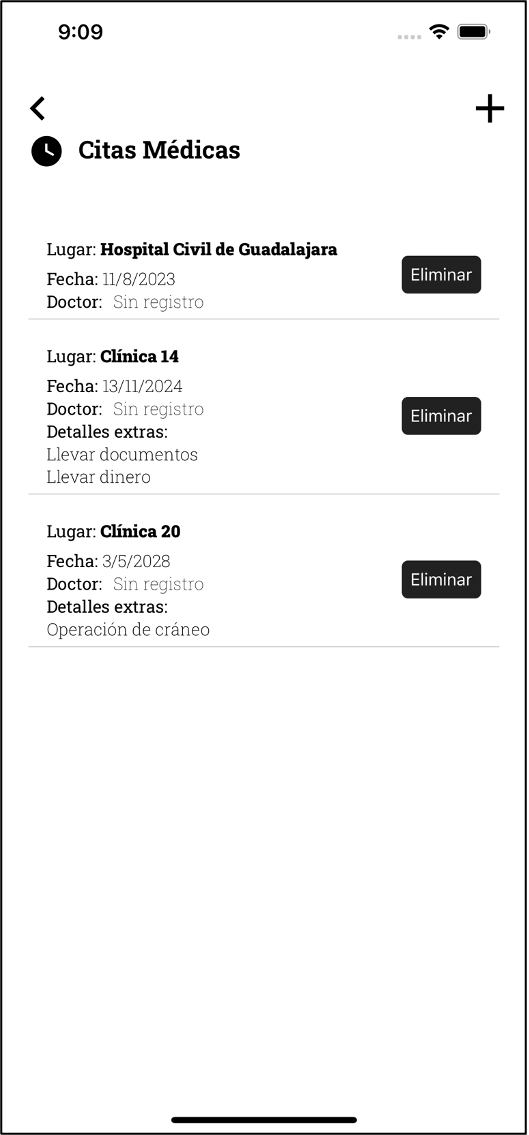 9:09
Citas Médicas
Lugar: Hospital Civil de Guadalajara
Fecha: 11/8/2023
Doctor: Sin registro
Eliminar
Lugar: Clínica 14
Fecha: 13/11/2024
Doctor: Sin registro
Detalles extras:
Llevar documentos
Llevar dinero
Eliminar
Lugar: Clínica 20
Fecha: 3/5/2028
Doctor: Sin registro
Detalles extras:
Operación de cráneo
Eliminar